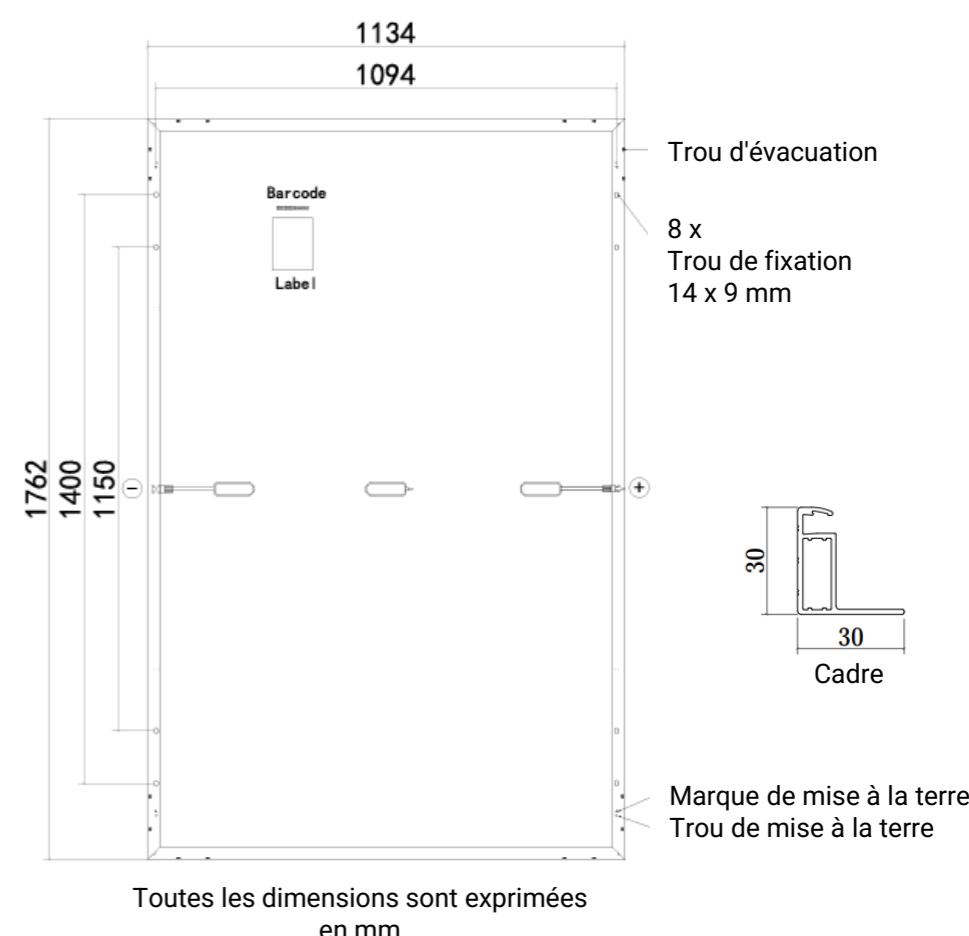 1134
1094
Trou d'évacuation
Barcode
8 x
Trou de fixation
14 x 9 mm
Label
1762
1400
1150
−
+
30
30
Cadre
Marque de mise à la terre
Trou de mise à la terre
Toutes les dimensions sont exprimées
en mm